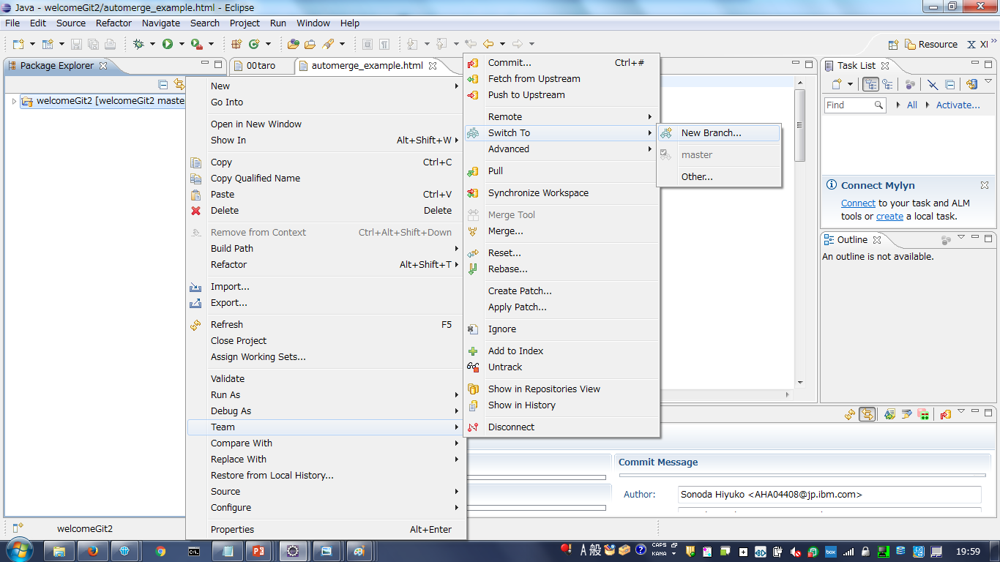 Java - welcomeGit2/automerge_example.html - Eclipse
File Edit Source Refactor Navigate Search Project Run Window Help
Resource
Package Explorer
00taro
automerge_example.html
Task List
welcomeGit2 [welcomeGit2 maste
New
Go Into
Open in New Window
Show In Alt+Shift+W
Copy Ctrl+C
Copy Qualified Name
Paste Ctrl+V
Delete Delete
Remove from Context Ctrl+Alt+Shift+Down
Build Path
Refactor Alt+Shift+T
Import...
Export...
Refresh F5
Close Project
Assign Working Sets...
Validate
Run As
Debug As
Team
Compare With
Replace With
Restore from Local History...
Source
Configure
Properties Alt+Enter
Commit... Ctrl+#
Fetch from Upstream
Push to Upstream
Remote
Switch To
Advanced
Pull
Synchronize Workspace
Merge Tool
Merge...
Reset...
Rebase...
Create Patch...
Apply Patch...
Ignore
Add to Index
Untrack
Show in Repositories View
Show in History
Disconnect
New Branch...
master
Other...
Find All Activate...
Connect Mylyn
Connect to your task and ALM
tools or create a local task.
Outline
An outline is not available.
Commit Message
Author: Sonoda Hiyuko <AHA04408@jp.ibm.com>
welcomeGit2
A 般
CAPS
KANA
box
19:59